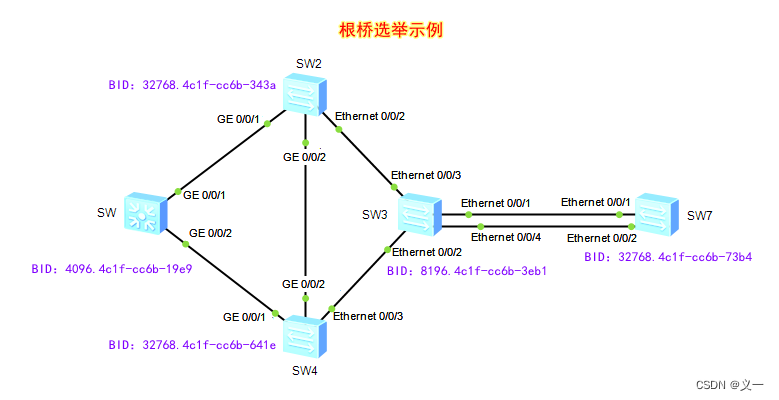 根桥选举示例
SW2
BID: 32768.4c1f-cc6b-343a
Ethernet 0/0/2
GE 0/0/1
GE 0/0/2
Ethernet 0/0/3
GE 0/0/1
Ethernet 0/0/1
Ethernet 0/0/1
SW
SW3
SW7
GE 0/0/2
Ethernet 0/0/4
Ethernet 0/0/2
Ethernet 0/0/2
BID: 32768.4c1f-cc6b-73b4
BID: 4096.4c1f-cc6b-19e9
BID: 8196.4c1f-cc6b-3eb1
GE 0/0/2
GE 0/0/1
Ethernet 0/0/3
BID: 32768.4c1f-cc6b-641e
SW4
CSDN @义一